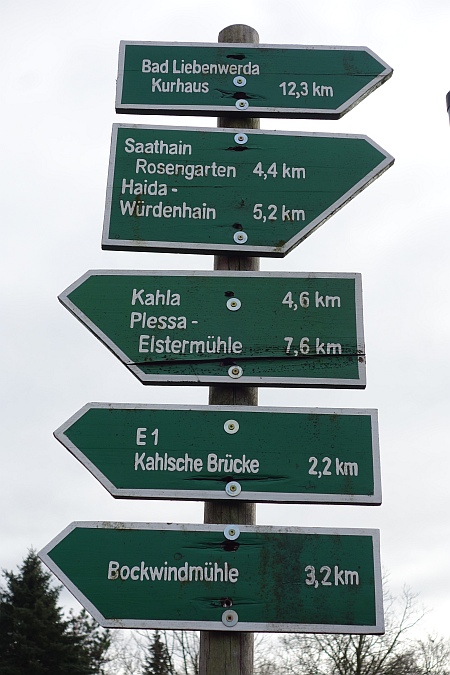 Bad Liebenwerda
Kurhaus 12,3 km
Saathain
Rosengarten 4,4 km
Haida -
Würdenhain 5,2 km
Kahla 4,6 km
Plessa -
Elstermühle 7,6 km
E 1
Kahlsche Brücke 2,2 km
Bockwindmühle 3,2 km